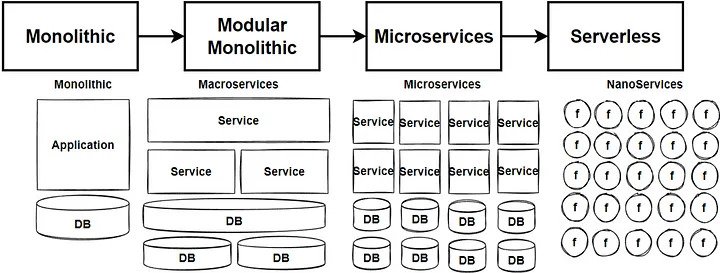 Monolithic
Modular
Monolithic
Microservices
Serverless
Monolithic
Macroservices
Microservices
NanoServices
Application
DB
Service
Service Service
DB
DB DB
Service Service Service Service
Service Service Service Service
DB DB DB DB
DB DB DB DB
f f f f f
f f f f f
f f f f f
f f f f f
f f f f f